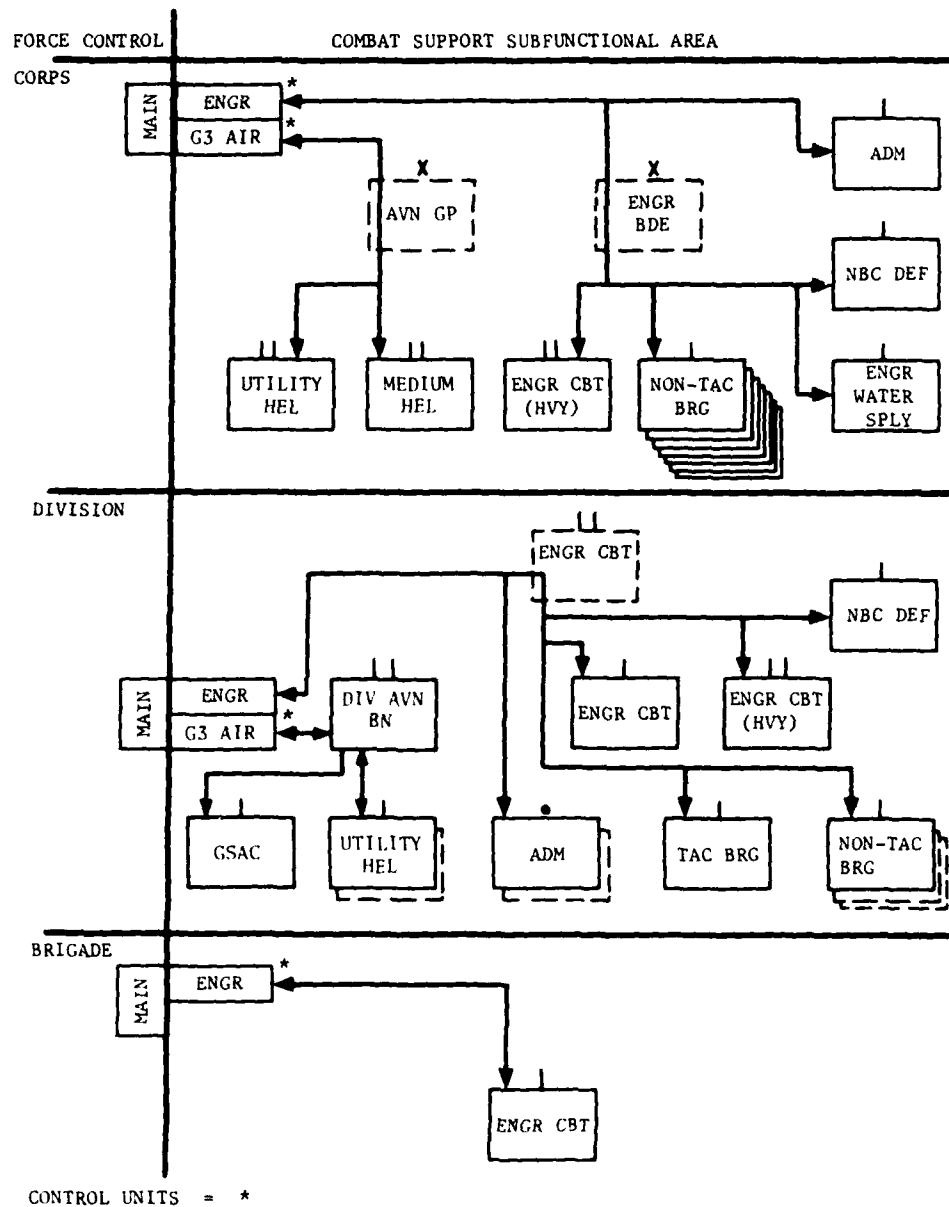 FORCE CONTROL
COMBAT SUPPORT SUBFUNCTIONAL AREA
CORPS
MAIN
ENGR
*
G3 AIR
*
ADM
X
AVN GP
X
ENGR
BDE
NBC DEF
UTILITY
HEL
MEDIUM
HEL
ENGR CBT
(HVY)
NON-TAC
BRG
ENGR
WATER
SPLY
DIVISION
ENGR CBT
NBC DEF
MAIN
ENGR
G3 AIR
*
DIV AVN
BN
ENGR CBT
ENGR CBT
(HVY)
GSAC
UTILITY
HEL
ADM
TAC BRG
NON-TAC
BRG
BRIGADE
MAIN
ENGR
*
ENGR CBT
CONTROL UNITS = *